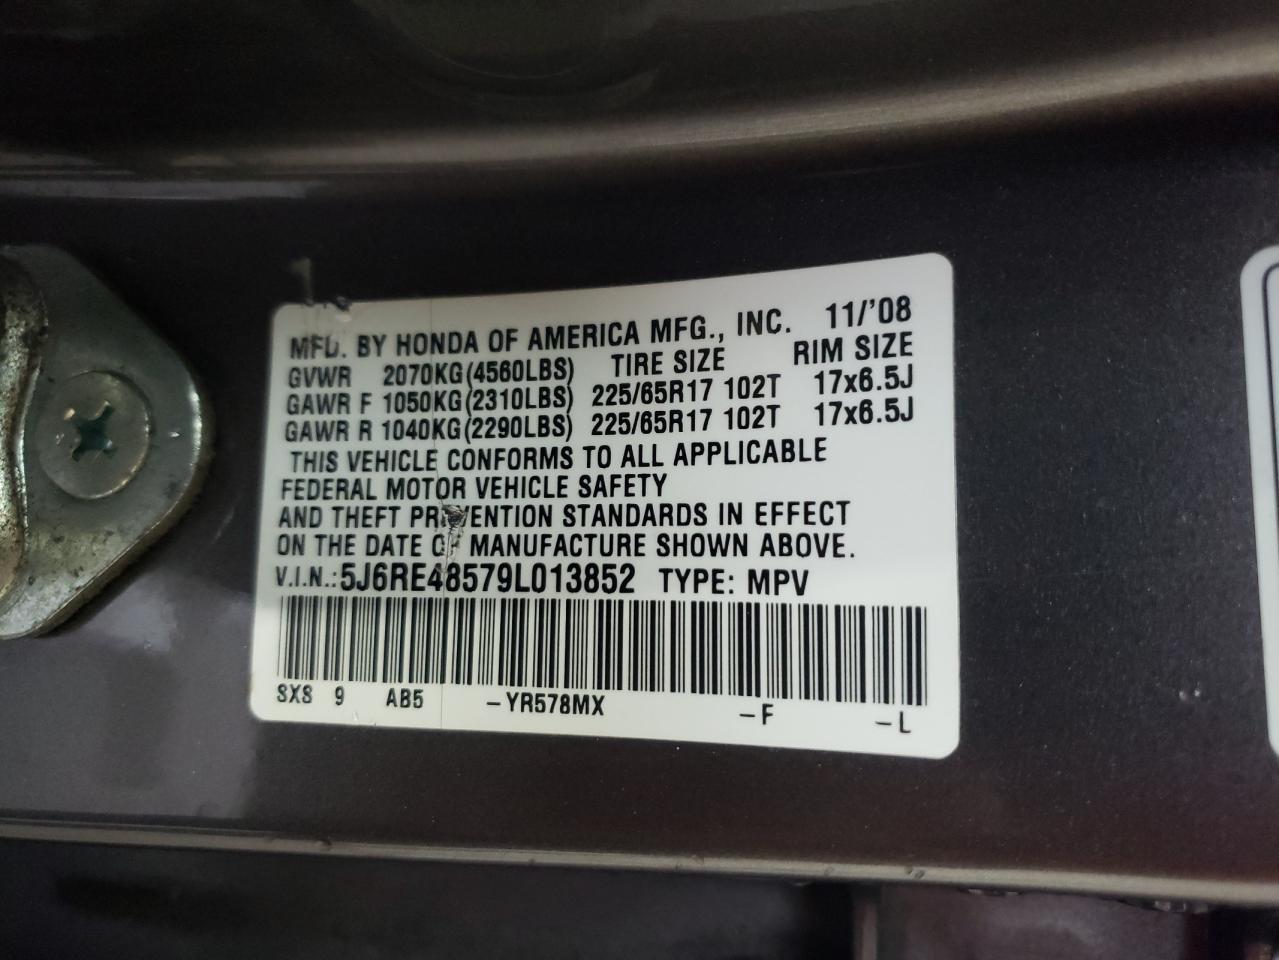 MFD. BY HONDA OF AMERICA MFG., INC. 11/'08
GVWR 2070KG(4560LBS) TIRE SIZE RIM SIZE
GAWR F 1050KG(2310LBS) 225/65R17 102T 17x6.5J
GAWR R 1040KG(2290LBS) 225/65R17 102T 17x6.5J
THIS VEHICLE CONFORMS TO ALL APPLICABLE
FEDERAL MOTOR VEHICLE SAFETY
AND THEFT PREVENTION STANDARDS IN EFFECT
ON THE DATE OF MANUFACTURE SHOWN ABOVE.
V.I.N.:5J6RE48579L013852 TYPE: MPV
SXS 9 AB5 -YR578MX -F -L